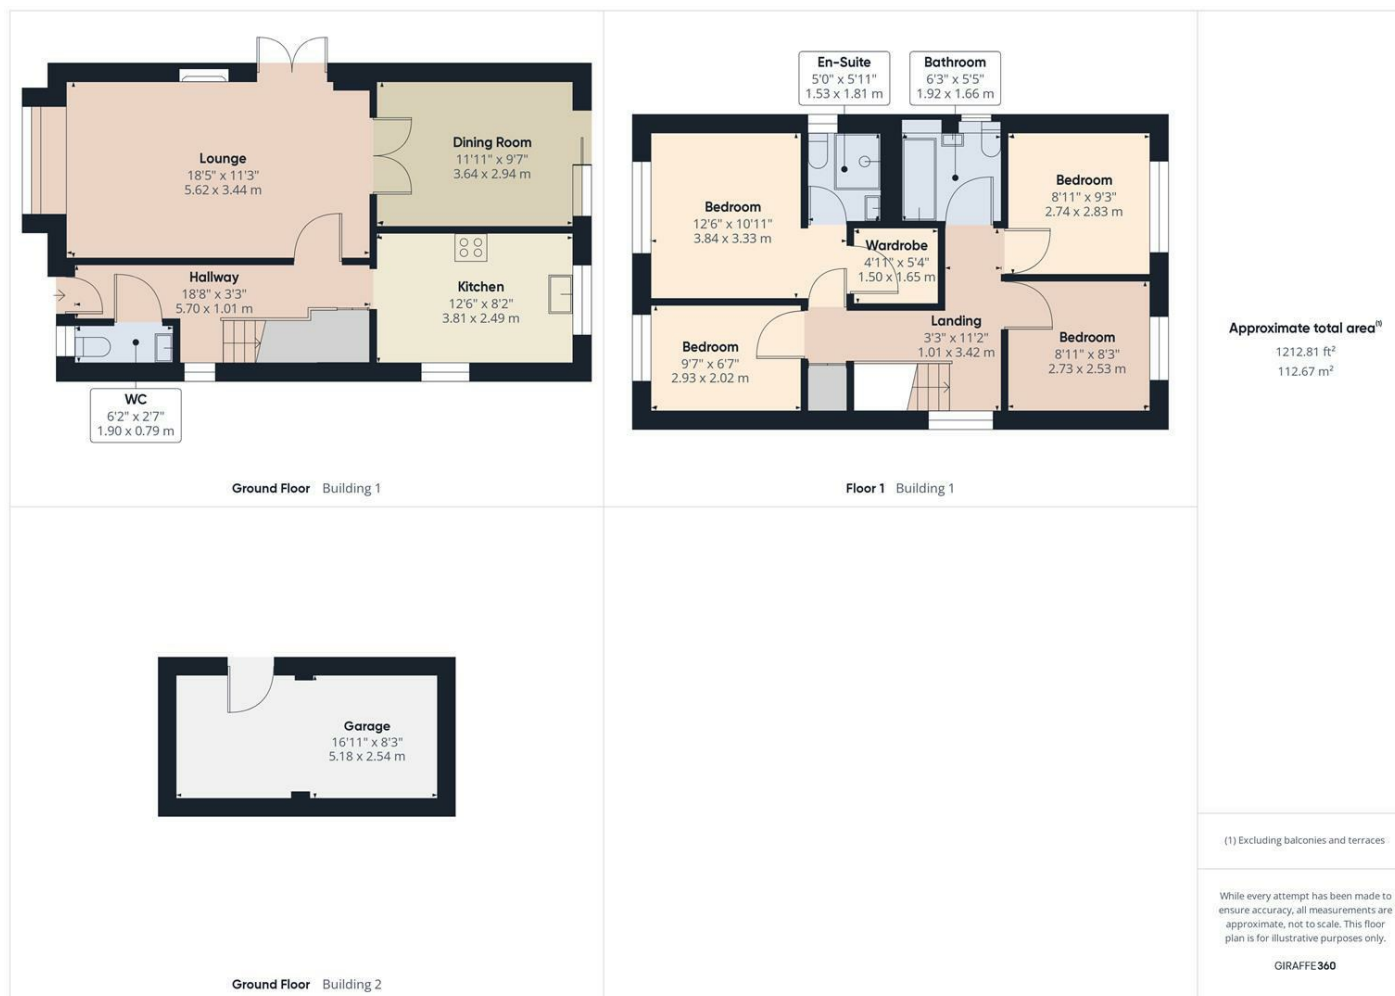 Lounge
18'5" x 11'3"
5.62 x 3.44 m
Dining Room
11'11" x 9'7"
3.64 x 2.94 m
Hallway
18'8" x 3'3"
5.70 x 1.01 m
Kitchen
12'6" x 8'2"
3.81 x 2.49 m
WC
6'2" x 2'7"
1.90 x 0.79 m
Ground Floor Building 1
En-Suite
5'0" x 5'11"
1.53 x 1.81 m
Bathroom
6'3" x 5'5"
1.92 x 1.66 m
Bedroom
12'6" x 10'11"
3.84 x 3.33 m
Bedroom
8'11" x 9'3"
2.74 x 2.83 m
Wardrobe
4'11" x 5'4"
1.50 x 1.65 m
Bedroom
9'7" x 6'7"
2.93 x 2.02 m
Landing
3'3" x 11'2"
1.01 x 3.42 m
Bedroom
8'11" x 8'3"
2.73 x 2.53 m
Floor 1 Building 1
Garage
16'11" x 8'3"
5.18 x 2.54 m
Ground Floor Building 2
Approximate total area⁽¹⁾
1212.81 ft²
112.67 m²
(1) Excluding balconies and terraces
While every attempt has been made to
ensure accuracy, all measurements are
approximate, not to scale. This floor
plan is for illustrative purposes only.
GIRAFFE360